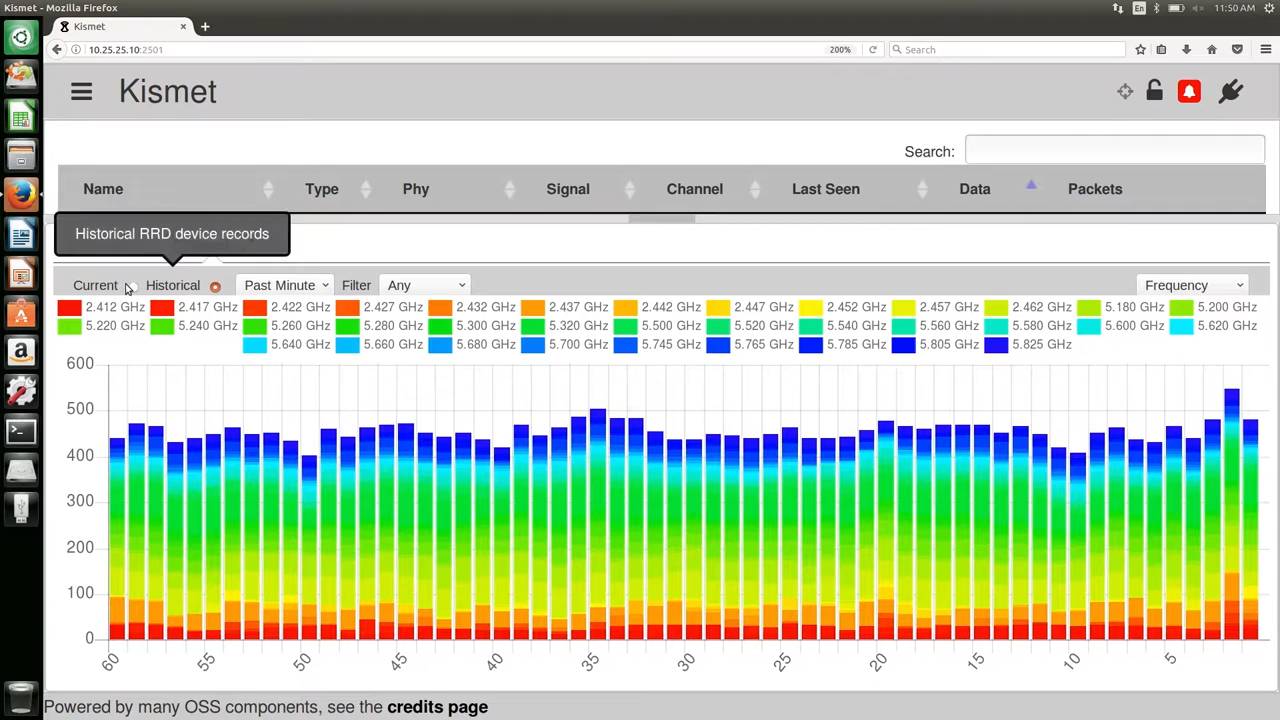 Kismet - Mozilla Firefox
En
11:50 AM
Kismet
10.25.25.10:2501
200%
Search
Kismet
Search:
Name Type Phy Signal Channel Last Seen Data Packets
Historical RRD device records
Current Historical Past Minute Filter Any Frequency
2.412 GHz 2.417 GHz 2.422 GHz 2.427 GHz 2.432 GHz 2.437 GHz 2.442 GHz 2.447 GHz 2.452 GHz 2.457 GHz 2.462 GHz 5.180 GHz 5.200 GHz
5.220 GHz 5.240 GHz 5.260 GHz 5.280 GHz 5.300 GHz 5.320 GHz 5.500 GHz 5.520 GHz 5.540 GHz 5.560 GHz 5.580 GHz 5.600 GHz 5.620 GHz
5.640 GHz 5.660 GHz 5.680 GHz 5.700 GHz 5.745 GHz 5.765 GHz 5.785 GHz 5.805 GHz 5.825 GHz
600
500
400
300
200
100
0
60 55 50 45 40 35 30 25 20 15 10 5
Powered by many OSS components, see the credits page